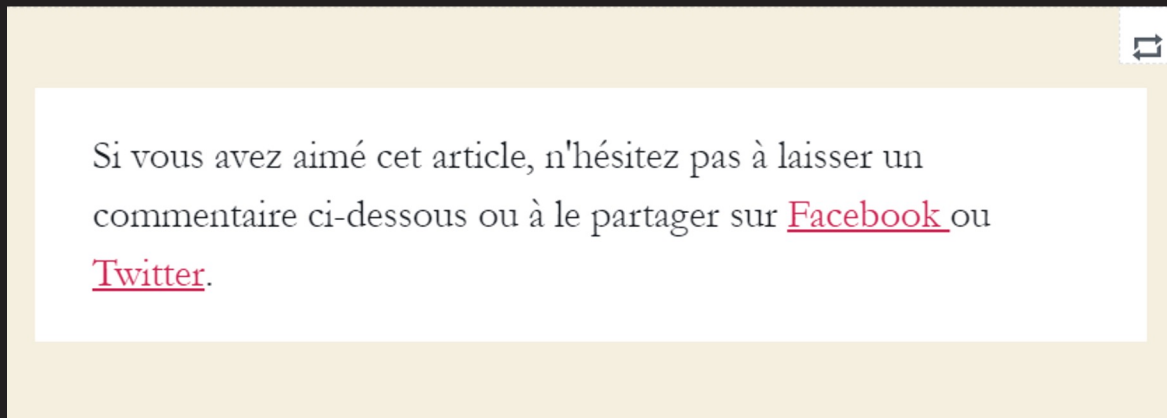 Si vous avez aimé cet article, n'hésitez pas à laisser un
commentaire ci-dessous ou à le partager sur Facebook ou
Twitter.